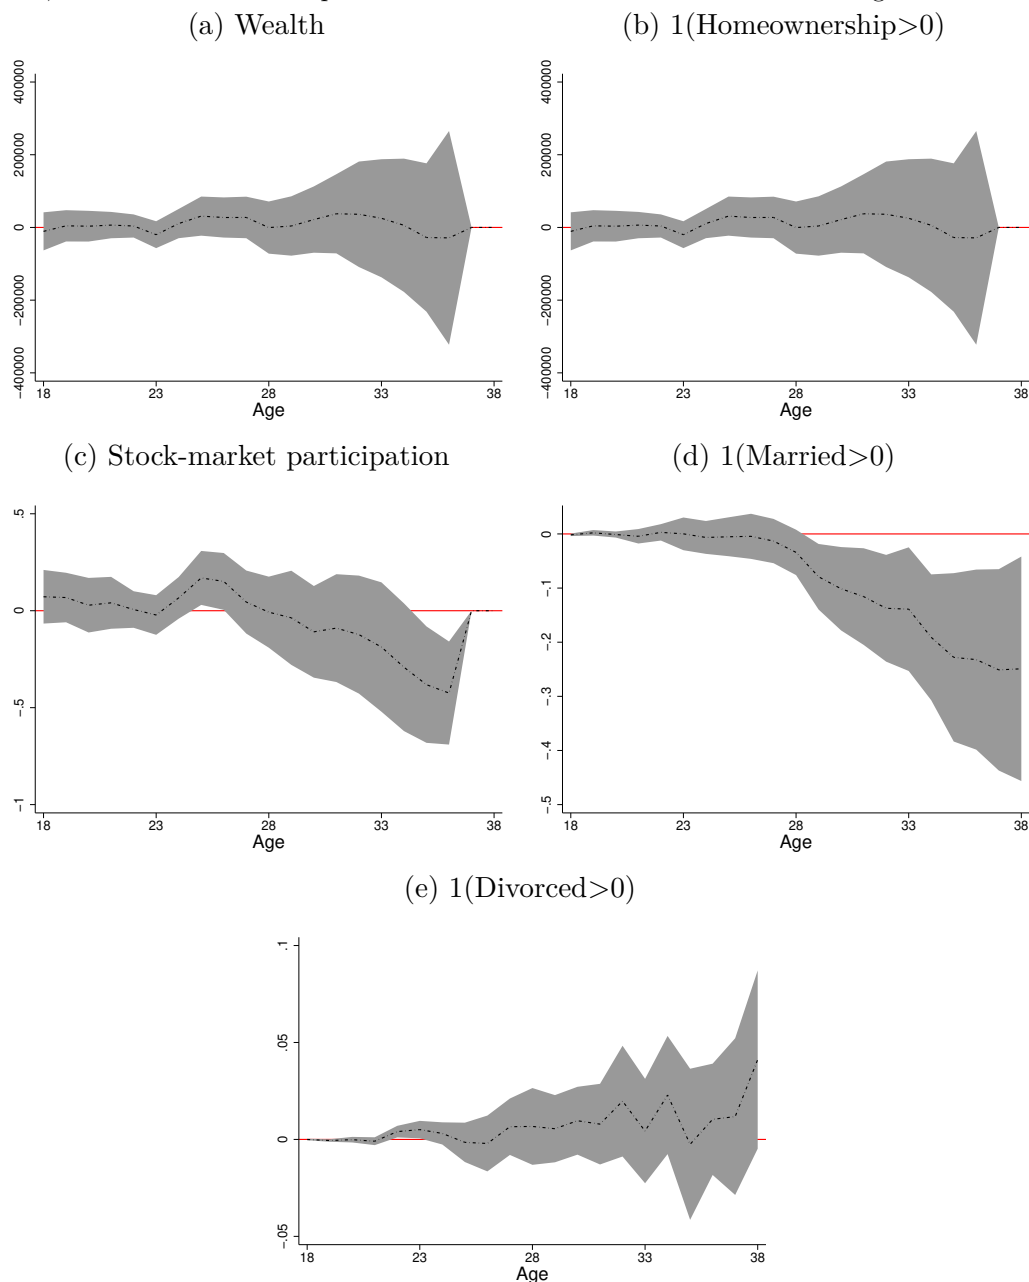 (a) Wealth
(b) 1(Homeownership>0)
400000
200000
0
−200000
−400000
18 23 28 33 38
Age
400000
200000
0
−200000
−400000
18 23 28 33 38
Age
(c) Stock-market participation
(d) 1(Married>0)
.5
0
−.5
−1
18 23 28 33 38
Age
0
−.1
−.2
−.3
−.4
−.5
18 23 28 33 38
Age
(e) 1(Divorced>0)
.1
.05
0
−.05
18 23 28 33 38
Age